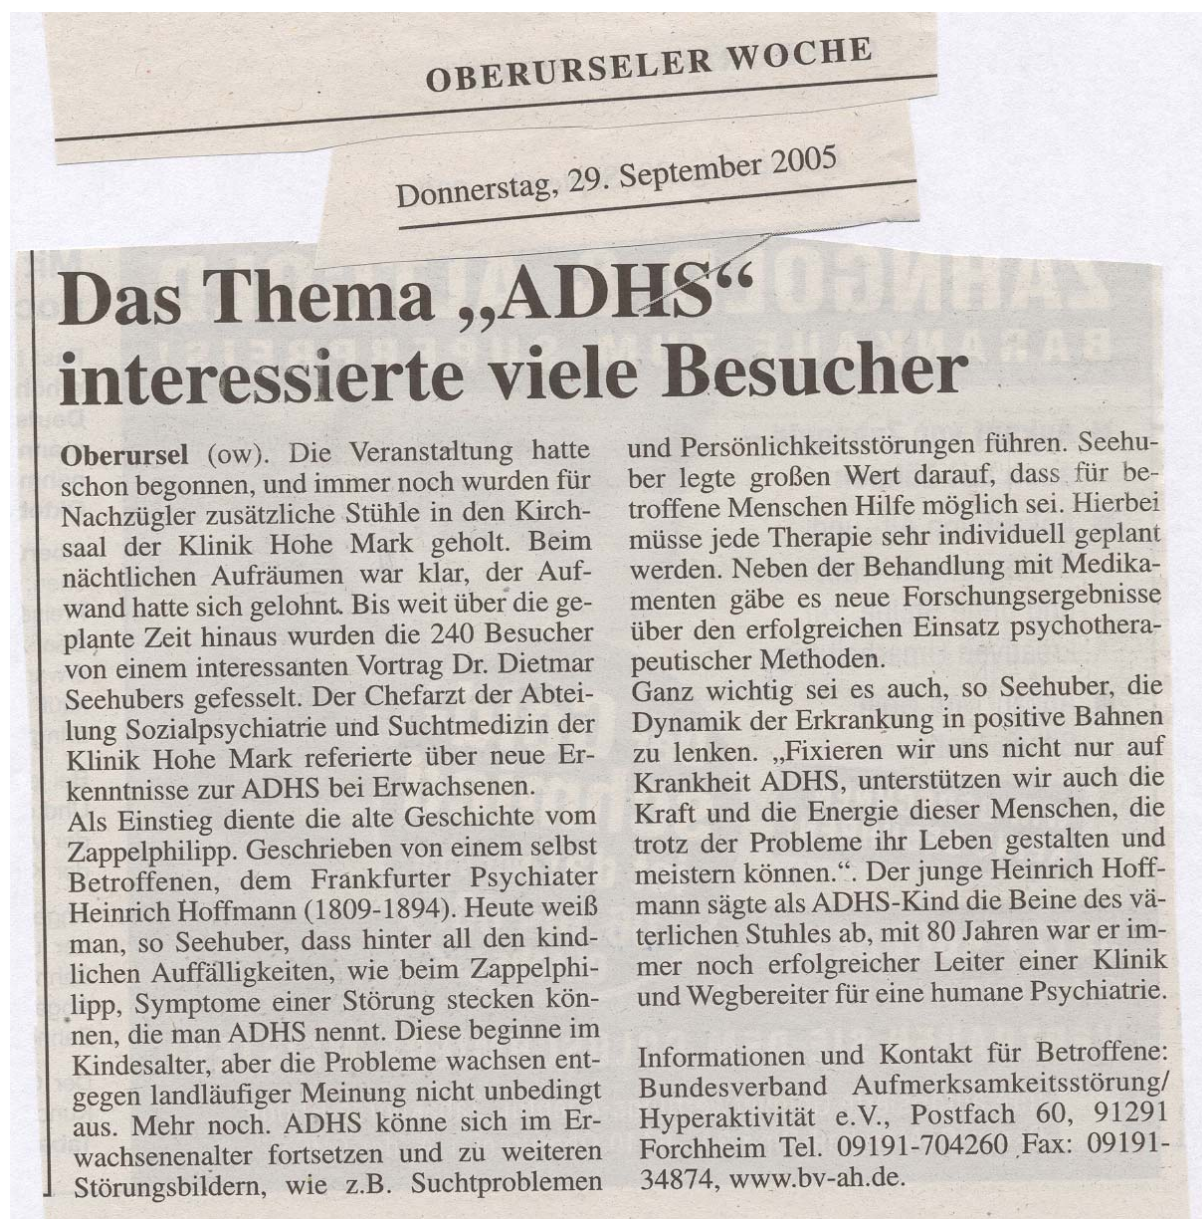 OBERURSELER WOCHE
Donnerstag, 29. September 2005
Das Thema „ADHS“
interessierte viele Besucher
Oberursel (ow). Die Veranstaltung hatte
schon begonnen, und immer noch wurden für
Nachzügler zusätzliche Stühle in den Kirch-
saal der Klinik Hohe Mark geholt. Beim
nächtlichen Aufräumen war klar, der Auf-
wand hatte sich gelohnt. Bis weit über die ge-
plante Zeit hinaus wurden die 240 Besucher
von einem interessanten Vortrag Dr. Dietmar
Seehubers gefesselt. Der Chefarzt der Abtei-
lung Sozialpsychiatrie und Suchtmedizin der
Klinik Hohe Mark referierte über neue Er-
kenntnisse zur ADHS bei Erwachsenen.
Als Einstieg diente die alte Geschichte vom
Zappelphilipp. Geschrieben von einem selbst
Betroffenen, dem Frankfurter Psychiater
Heinrich Hoffmann (1809-1894). Heute weiß
man, so Seehuber, dass hinter all den kind-
lichen Auffälligkeiten, wie beim Zappelphi-
lipp, Symptome einer Störung stecken kön-
nen, die man ADHS nennt. Diese beginne im
Kindesalter, aber die Probleme wachsen ent-
gegen landläufiger Meinung nicht unbedingt
aus. Mehr noch. ADHS könne sich im Er-
wachsenenalter fortsetzen und zu weiteren
Störungsbildern, wie z.B. Suchtproblemen
und Persönlichkeitsstörungen führen. Seehu-
ber legte großen Wert darauf, dass für be-
troffene Menschen Hilfe möglich sei. Hierbei
müsse jede Therapie sehr individuell geplant
werden. Neben der Behandlung mit Medika-
menten gäbe es neue Forschungsergebnisse
über den erfolgreichen Einsatz psychothera-
peutischer Methoden.
Ganz wichtig sei es auch, so Seehuber, die
Dynamik der Erkrankung in positive Bahnen
zu lenken. „Fixieren wir uns nicht nur auf
Krankheit ADHS, unterstützen wir auch die
Kraft und die Energie dieser Menschen, die
trotz der Probleme ihr Leben gestalten und
meistern können.“. Der junge Heinrich Hoff-
mann sägte als ADHS-Kind die Beine des vä-
terlichen Stuhles ab, mit 80 Jahren war er im-
mer noch erfolgreicher Leiter einer Klinik
und Wegbereiter für eine humane Psychiatrie.
Informationen und Kontakt für Betroffene:
Bundesverband Aufmerksamkeitsstörung/
Hyperaktivität e.V., Postfach 60, 91291
Forchheim Tel. 09191-704260 Fax: 09191-
34874, www.bv-ah.de.